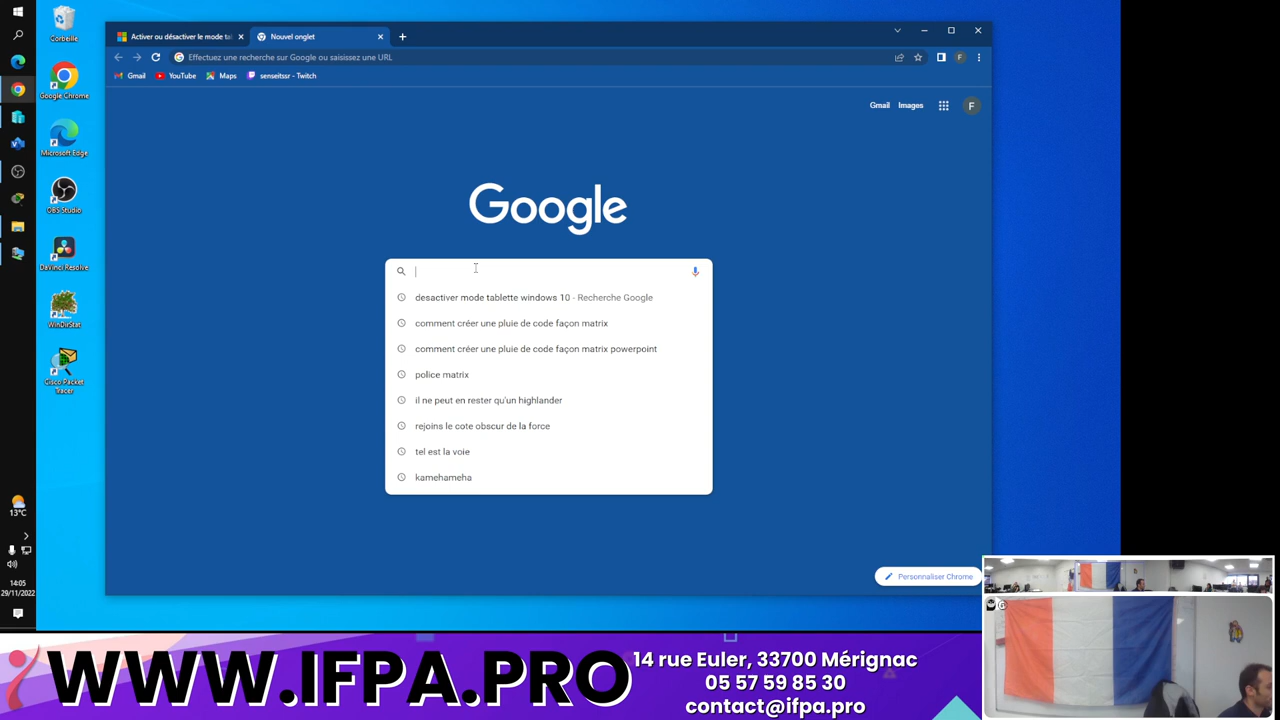 Corbeille
Google Chrome
Microsoft Edge
OBS Studio
DaVinci Resolve
WinDirStat
Cisco Packet
Tracer
13°C
14:05
29/11/2022
Activer ou désactiver le mode ta
Nouvel onglet
Effectuez une recherche sur Google ou saisissez une URL
F
Gmail
YouTube
Maps
senseitssr - Twitch
Gmail
Images
F
Google
desactiver mode tablette windows 10 - Recherche Google
comment créer une pluie de code façon matrix
comment créer une pluie de code façon matrix powerpoint
police matrix
il ne peut en rester qu'un highlander
rejoins le cote obscur de la force
tel est la voie
kamehameha
Personnaliser Chrome
WWW.IFPA.PRO
14 rue Euler, 33700 Mérignac
05 57 59 85 30
contact@ifpa.pro